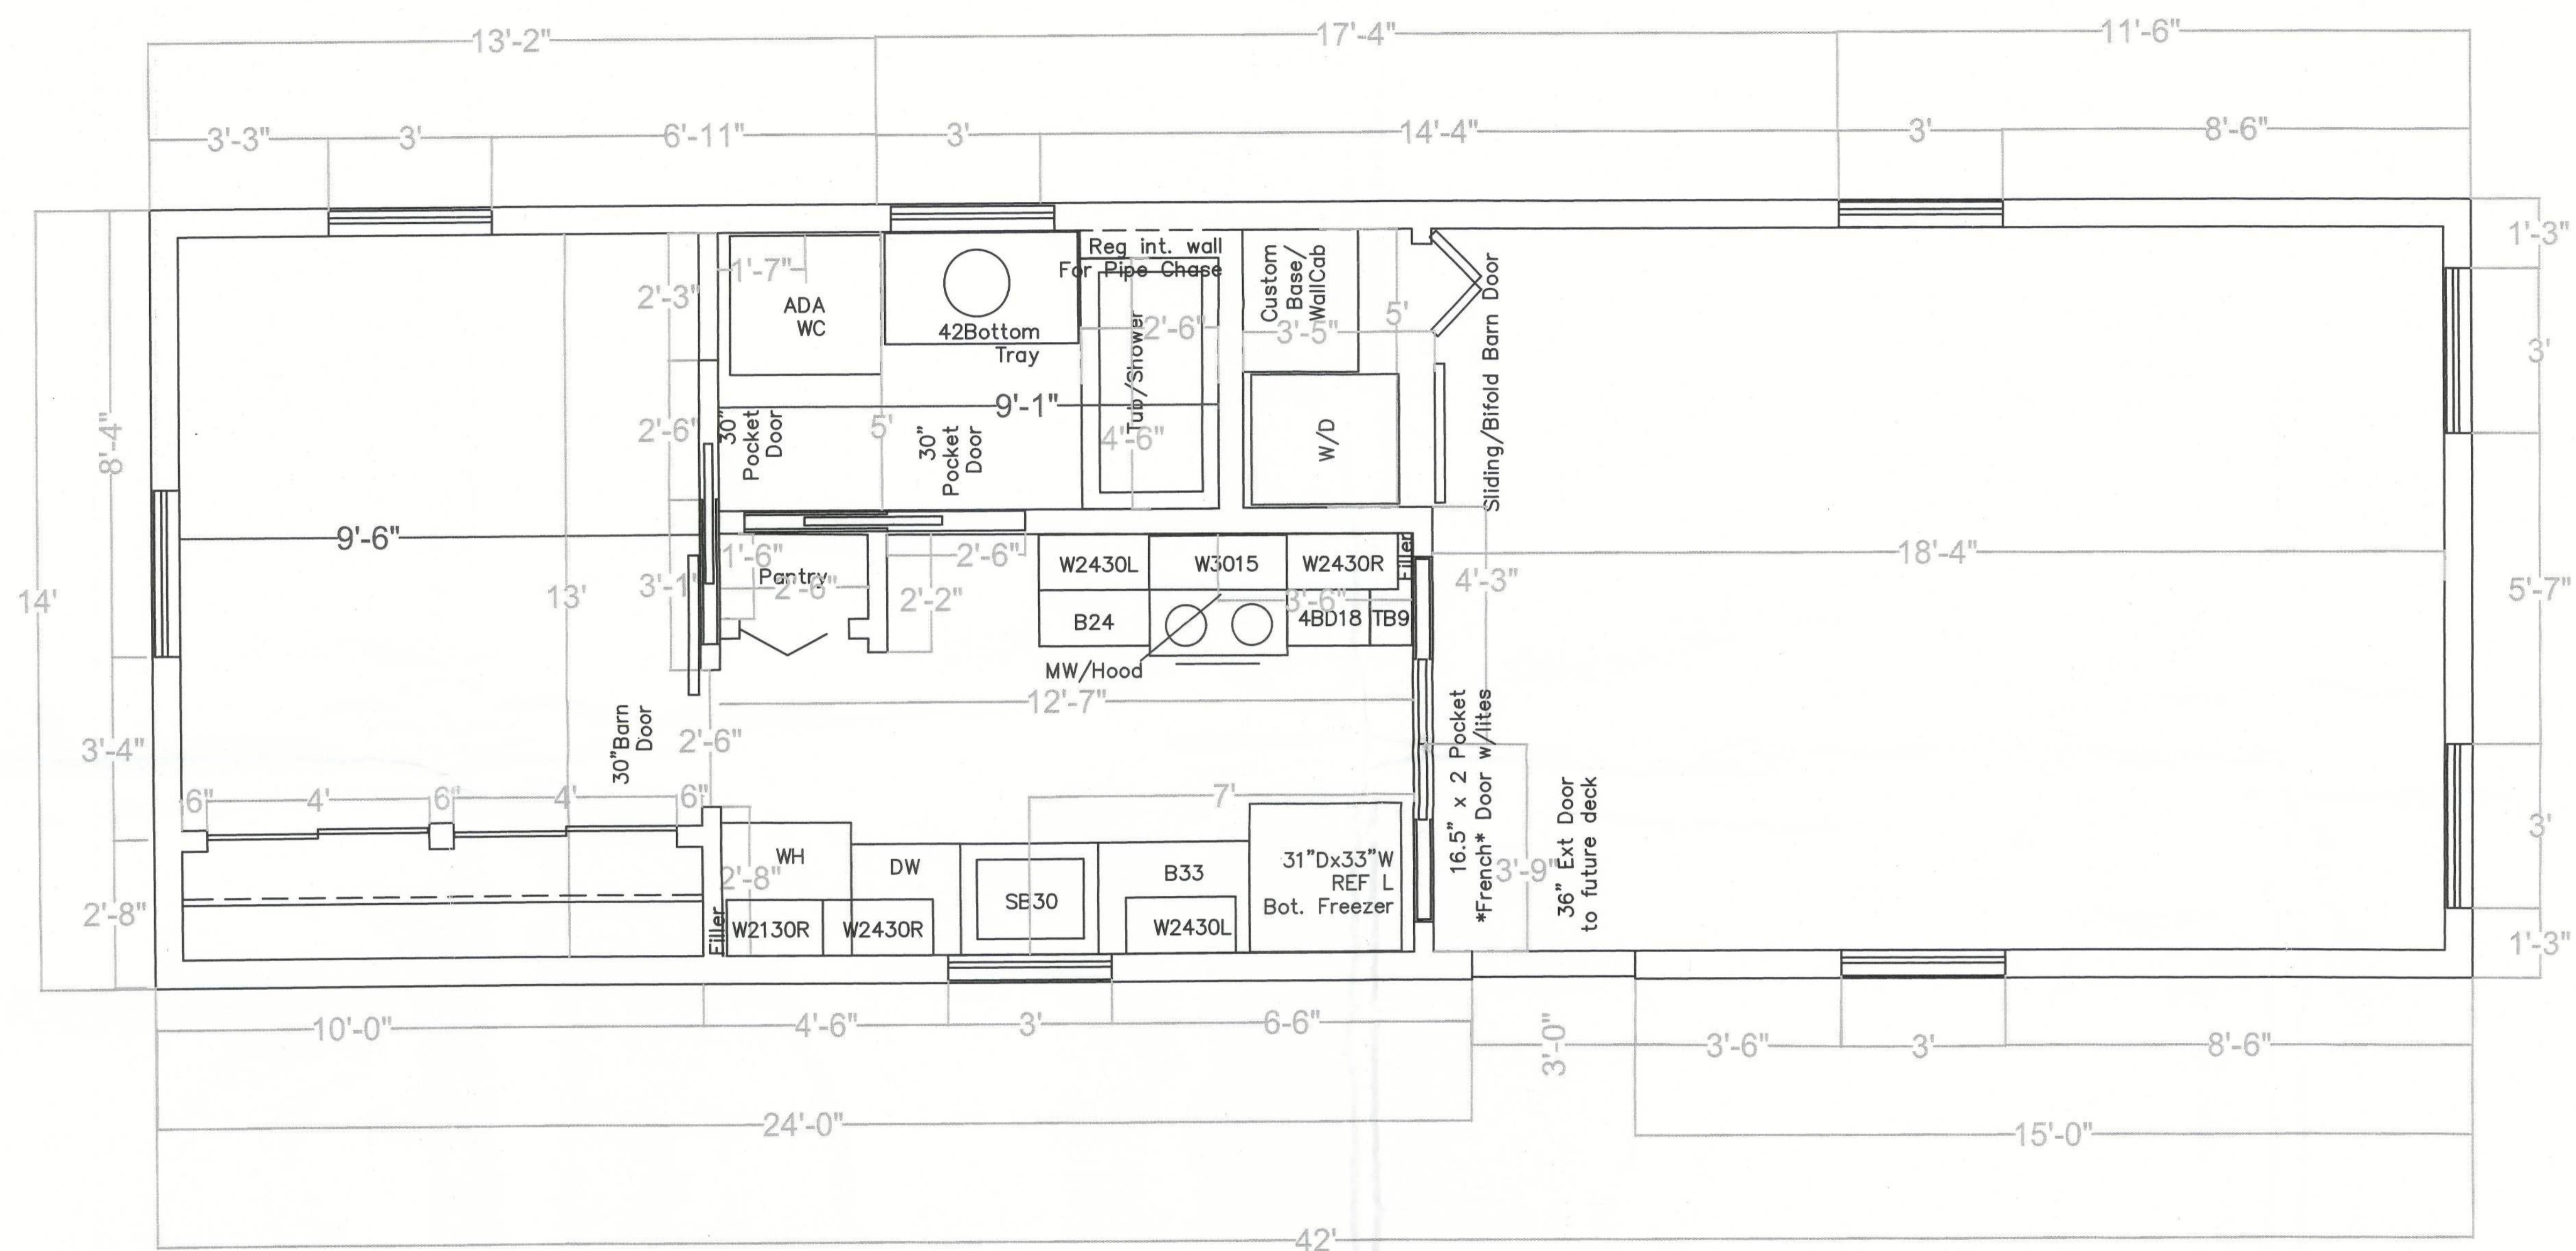 13'-2"
17'-4"
11'-6"
3'-3"
3'
6'-11"
3'
14'-4"
3'
8'-6"
1'-3"
3'
5'-7"
3'
1'-3"
14'
8'-4"
3'-4"
2'-8"
9'-6"
13'
2'-3"
2'-6"
3'-1"
2'-6"
1'-7"
ADA
WC
42Bottom
Tray
Reg int. wall
For Pipe Chase
Tub/Shower
2'-6"
4'-6"
9'-1"
5'
30"
Pocket
Door
30"
Pocket
Door
Custom
Base/
WallCab
3'-5"
5'
W/D
Sliding/Bifold Barn Door
1'-6"
Pantry
2'-6"
2'-6"
2'-2"
W2430L
W3015
W2430R
Filler
B24
3'-6"
4BD18
TB9
MW/Hood
12'-7"
4'-3"
18'-4"
30"Barn
Door
6"
4'
6"
4'
6"
7'
16.5" x 2 Pocket
*French* Door w/lites
3'-9"
36" Ext Door
to future deck
WH
2'-8"
DW
SB30
B33
31"Dx33"W
REF L
Bot. Freezer
Filler
W2130R
W2430R
W2430L
10'-0"
4'-6"
3'
6-6"
3'-0"
3'-6"
3'
8'-6"
24'-0"
15'-0"
42'